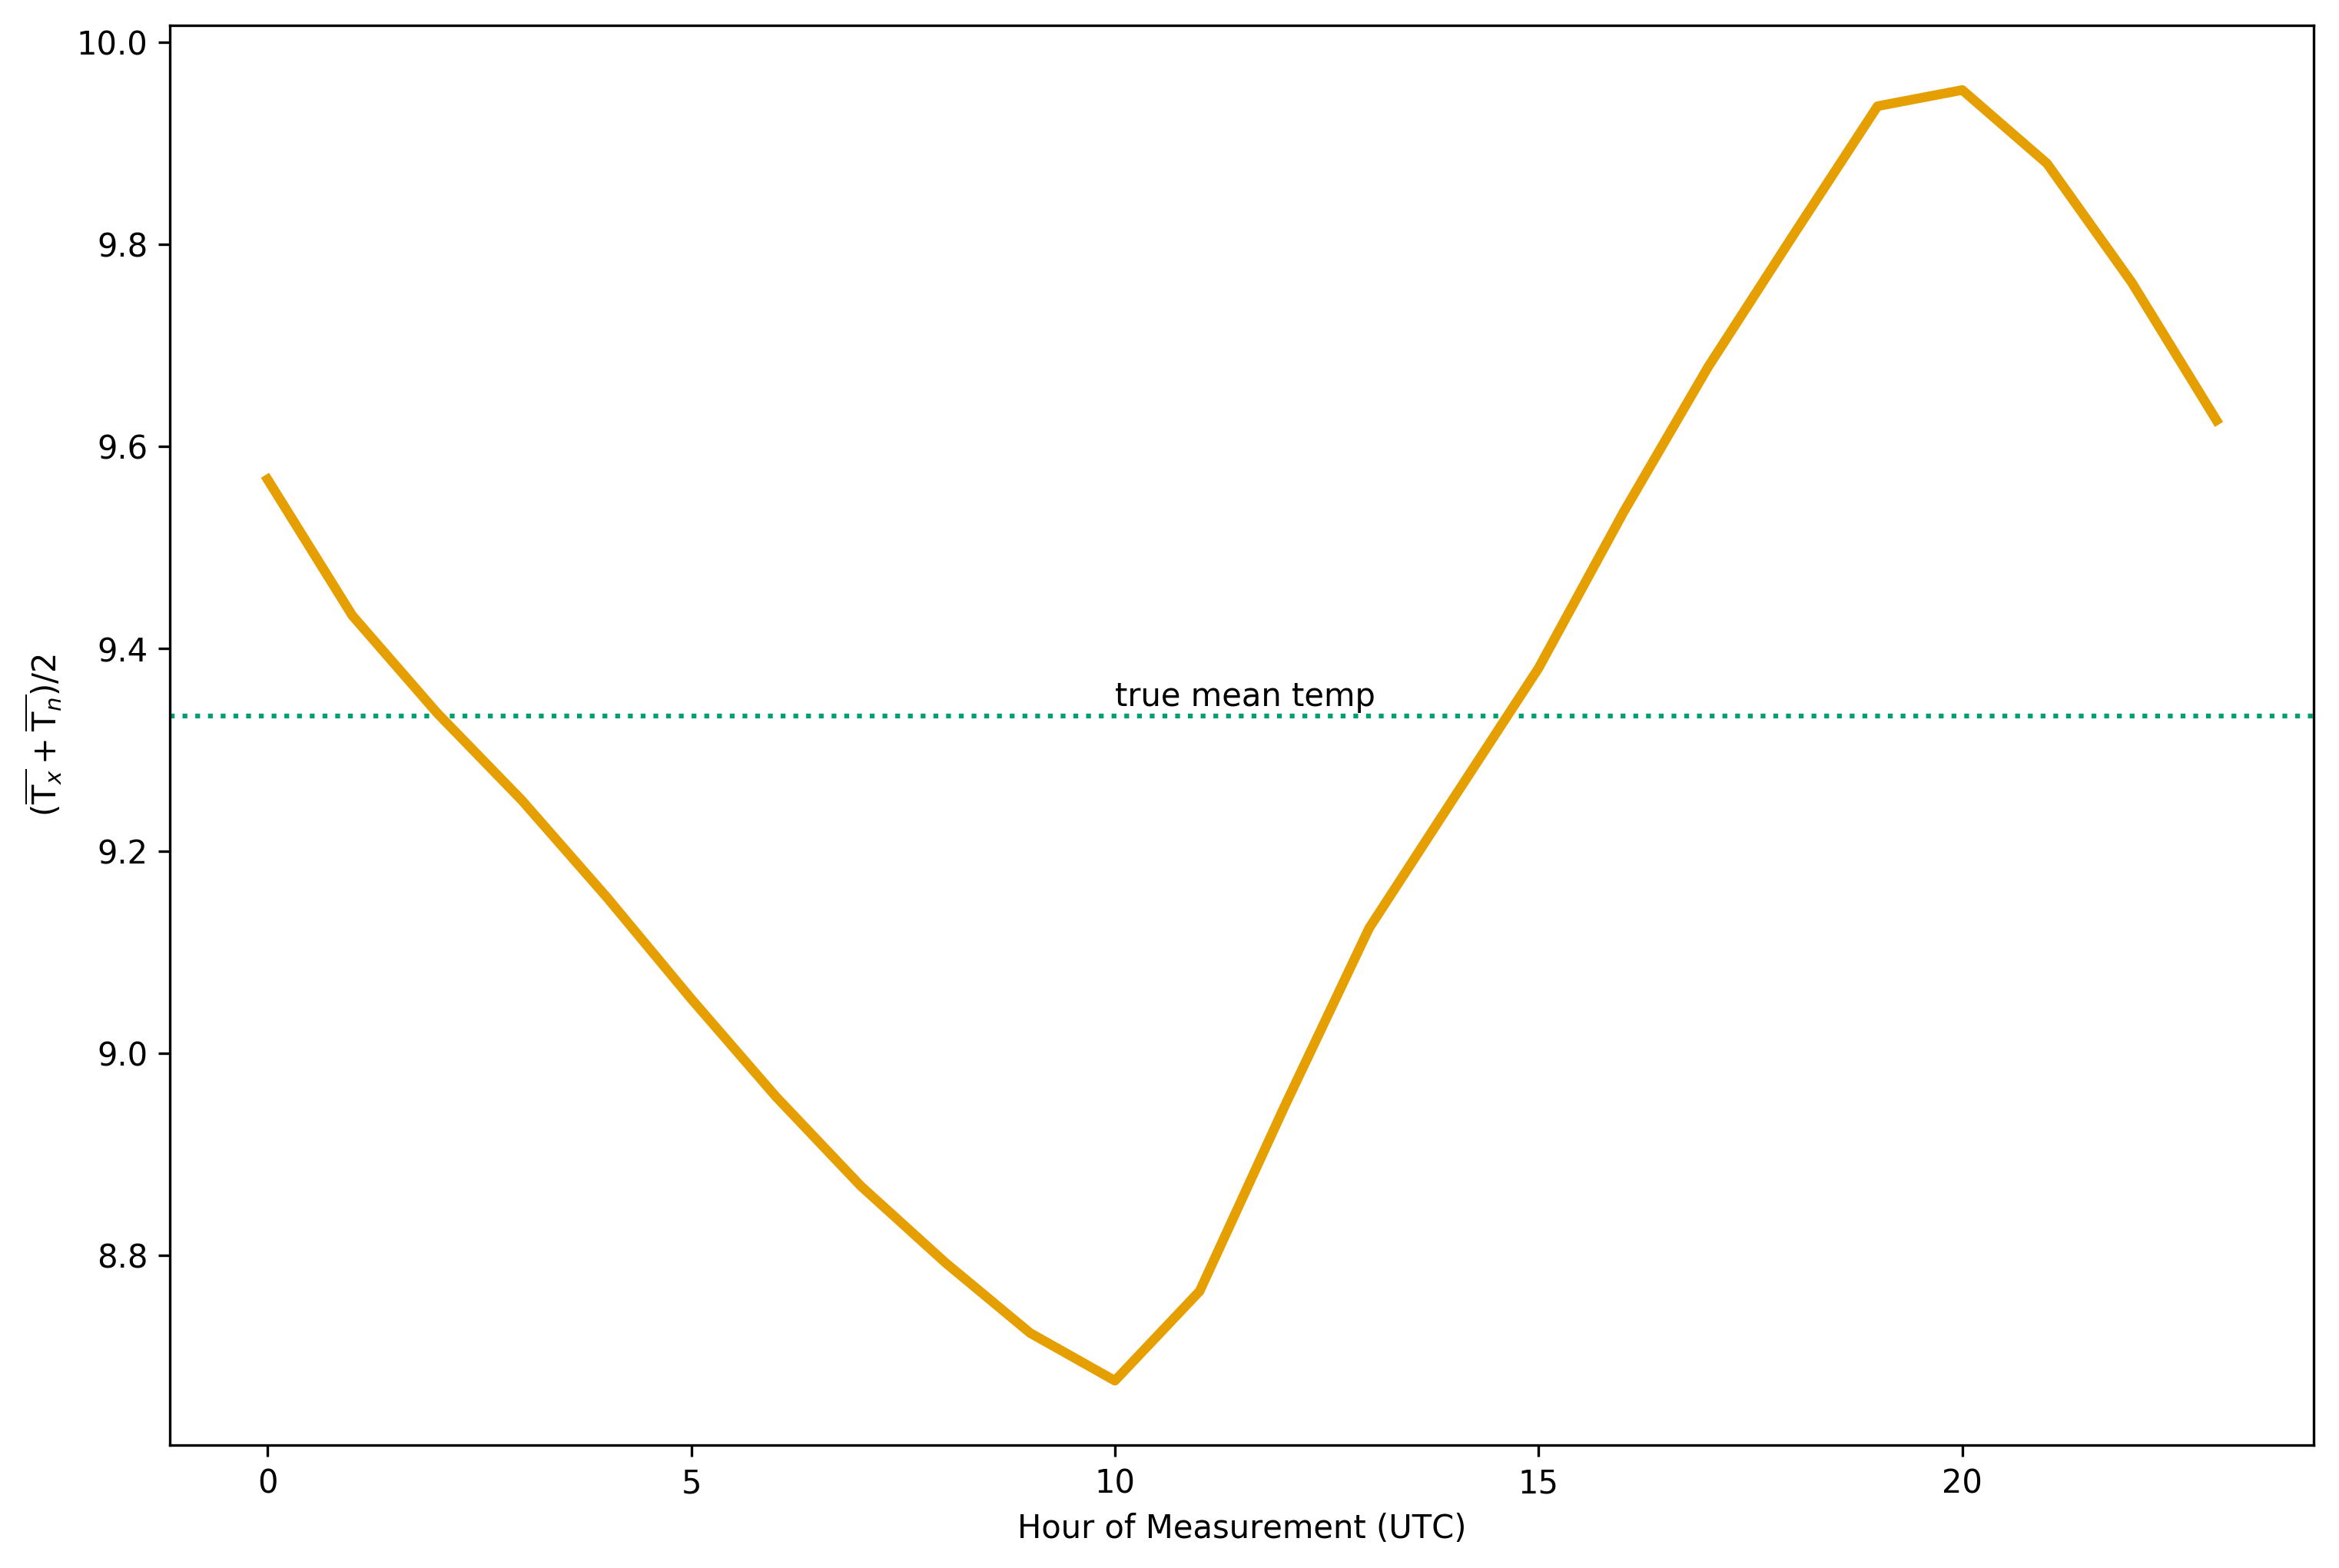 10.0
9.8
9.6
9.4
9.2
9.0
8.8
(T̅ₓ + T̅ₙ)/2
true mean temp
0 5 10 15 20
Hour of Measurement (UTC)